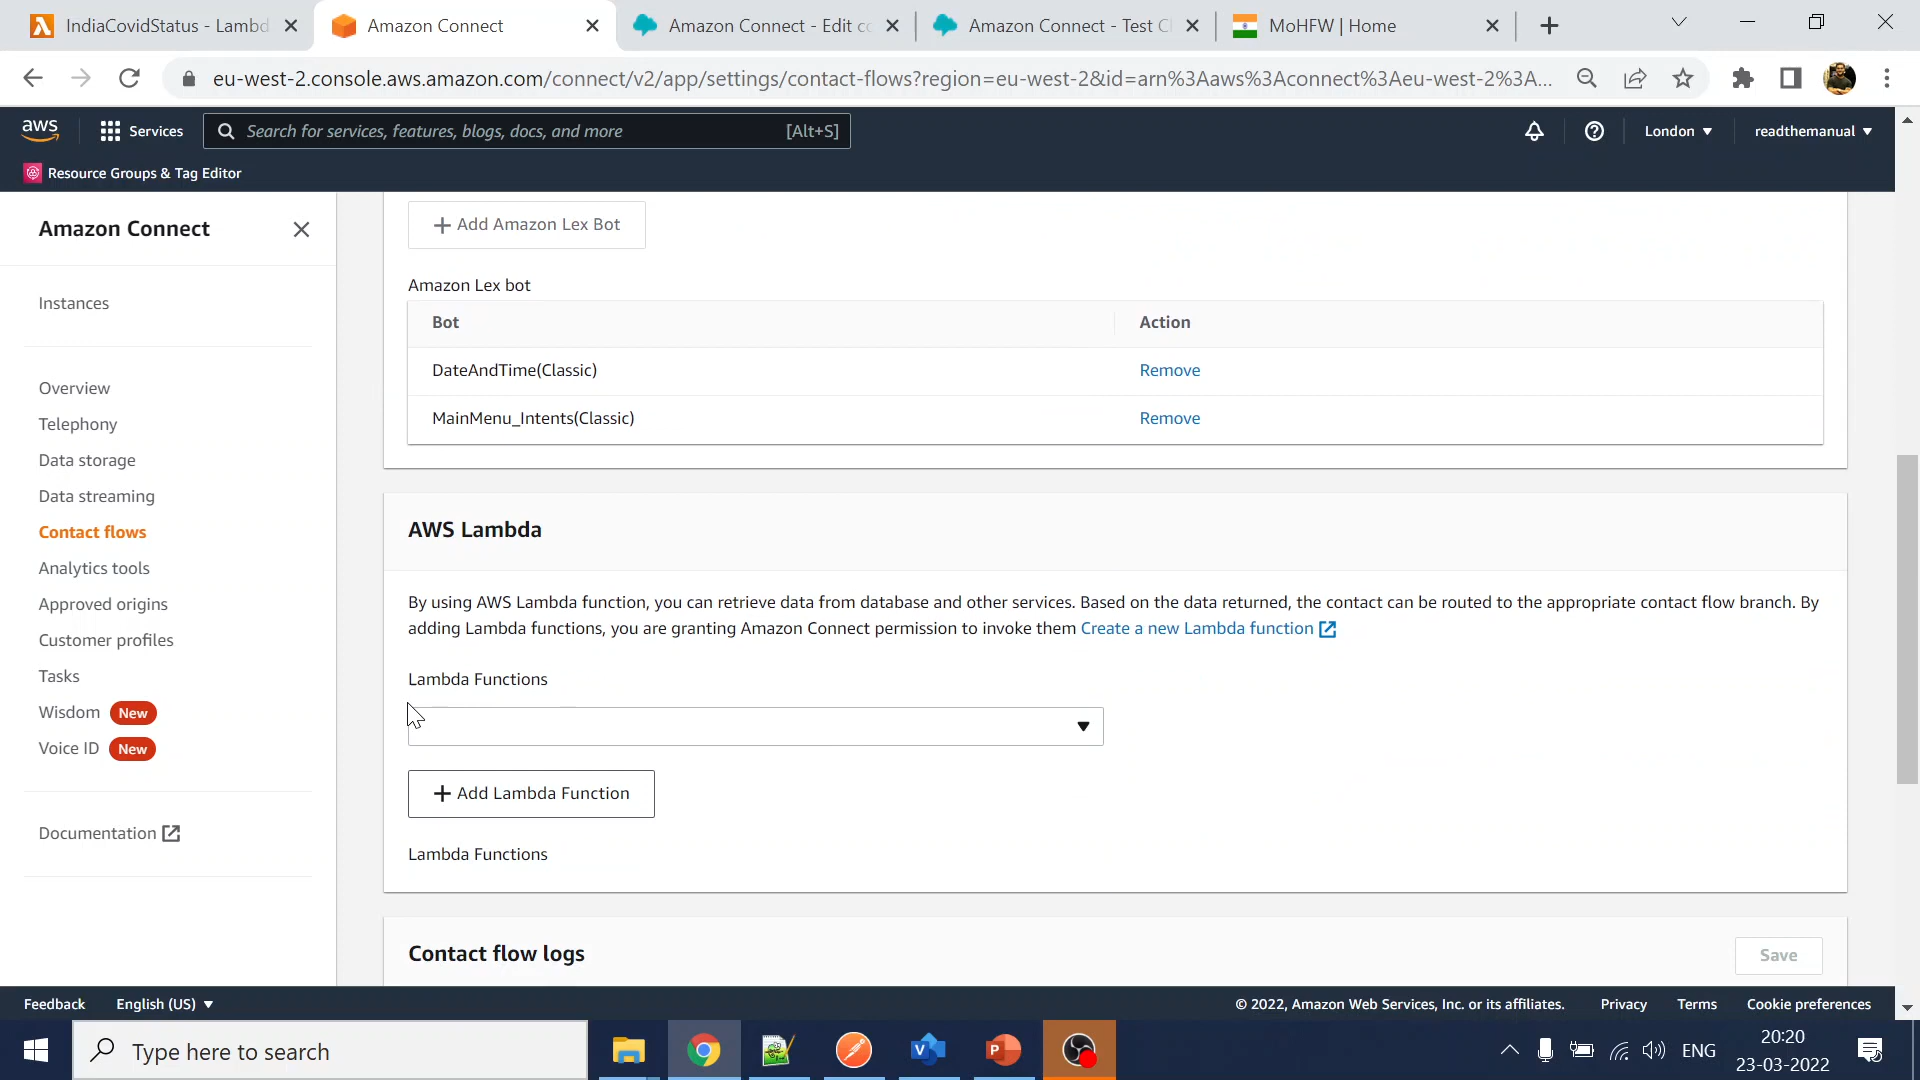 IndiaCovidStatus - Lambd
Amazon Connect
Amazon Connect - Edit co
Amazon Connect - Test Cl
MoHFW | Home
eu-west-2.console.aws.amazon.com/connect/v2/app/settings/contact-flows?region=eu-west-2&id=arn%3Aaws%3Aconnect%3Aeu-west-2%3A...
aws
Services
Search for services, features, blogs, docs, and more
[Alt+S]
London
readthemanual
Resource Groups & Tag Editor
Amazon Connect
Instances
Overview
Telephony
Data storage
Data streaming
Contact flows
Analytics tools
Approved origins
Customer profiles
Tasks
Wisdom New
Voice ID New
Documentation
Add Amazon Lex Bot
Amazon Lex bot
Bot Action
DateAndTime(Classic) Remove
MainMenu_Intents(Classic) Remove
AWS Lambda
By using AWS Lambda function, you can retrieve data from database and other services. Based on the data returned, the contact can be routed to the appropriate contact flow branch. By
adding Lambda functions, you are granting Amazon Connect permission to invoke them Create a new Lambda function
Lambda Functions
Add Lambda Function
Lambda Functions
Contact flow logs
Save
Feedback
English (US)
© 2022, Amazon Web Services, Inc. or its affiliates.
Privacy
Terms
Cookie preferences
Type here to search
ENG
20:20
23-03-2022